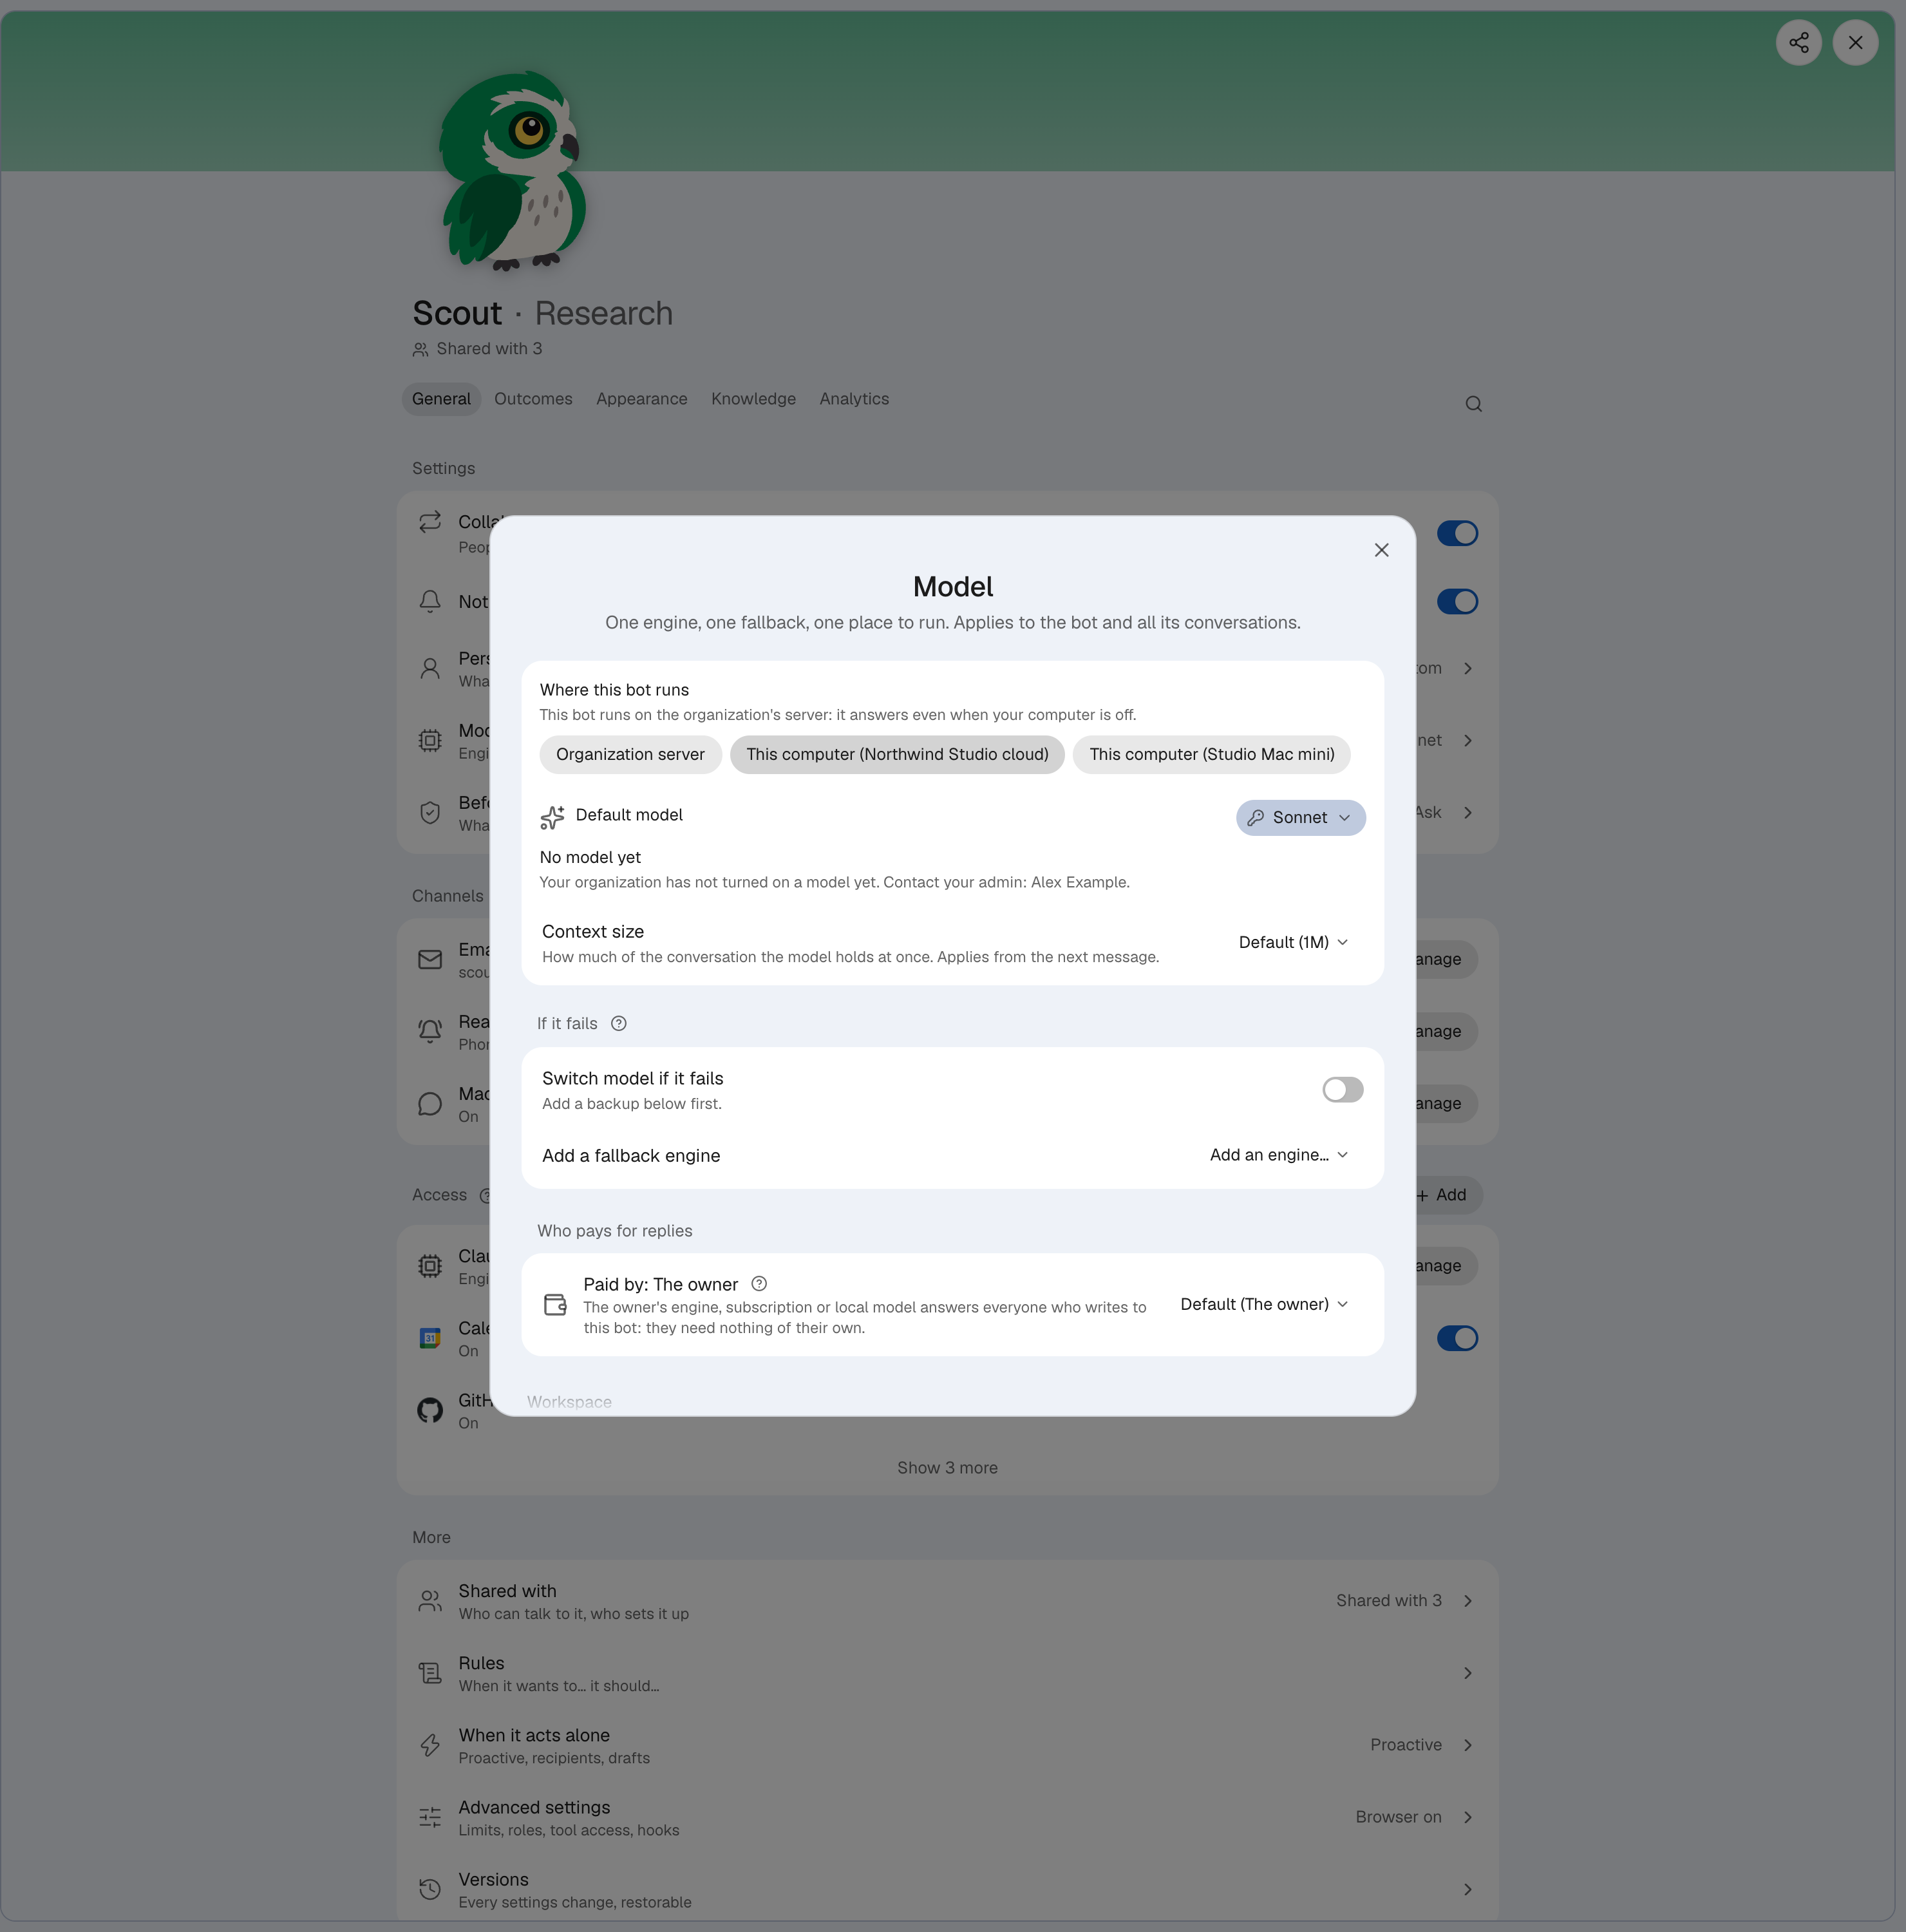 Scout · Research
Shared with 3
General Outcomes Appearance Knowledge Analytics
Settings
Model
One engine, one fallback, one place to run. Applies to the bot and all its conversations.
Where this bot runs
This bot runs on the organization's server: it answers even when your computer is off.
Organization server This computer (Northwind Studio cloud) This computer (Studio Mac mini)
Default model
Sonnet
No model yet
Your organization has not turned on a model yet. Contact your admin: Alex Example.
Context size
Default (1M)
How much of the conversation the model holds at once. Applies from the next message.
If it fails
Switch model if it fails
Add a backup below first.
Add a fallback engine
Add an engine...
Who pays for replies
Paid by: The owner
The owner's engine, subscription or local model answers everyone who writes to
this bot: they need nothing of their own.
Default (The owner)
Workspace
Ask
Channels
On
Access
Add
31
On
On
Show 3 more
More
Shared with
Who can talk to it, who sets it up
Shared with 3
Rules
When it wants to... it should...
When it acts alone
Proactive, recipients, drafts
Proactive
Advanced settings
Limits, roles, tool access, hooks
Browser on
Versions
Every settings change, restorable